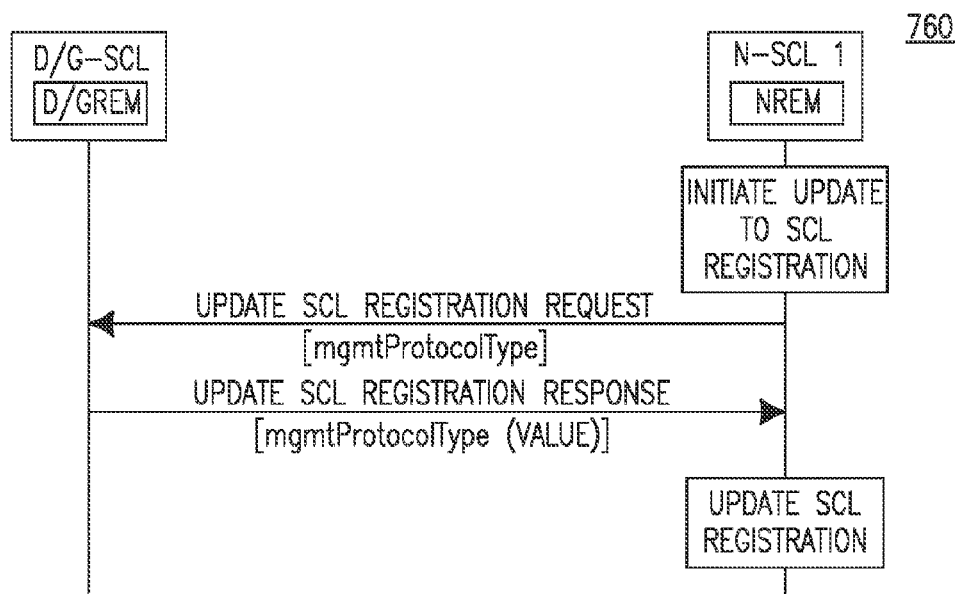 760
D/G-SCL
D/GREM
N-SCL 1
NREM
INITIATE UPDATE
TO SCL
REGISTRATION
UPDATE SCL REGISTRATION REQUEST
[mgmtProtocolType]
UPDATE SCL REGISTRATION RESPONSE
[mgmtProtocolType (VALUE)]
UPDATE SCL
REGISTRATION